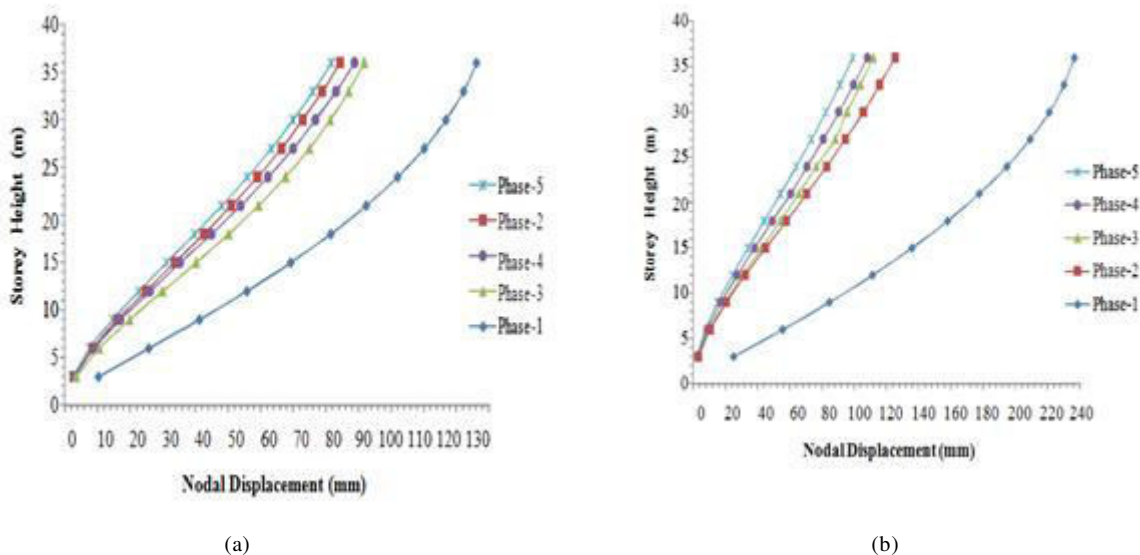 40
35
30
25
20
15
10
5
0
Storey Height (m)
0 10 20 30 40 50 60 70 80 90 100 110 120 130
Nodal Displacement (mm)
Phase-5
Phase-2
Phase-4
Phase-3
Phase-1
(a)
40
35
30
25
20
15
10
5
0
Storey Height (m)
0 20 40 60 80 100 120 140 160 180 200 220 240
Nodal Displacement (mm)
Phase-5
Phase-4
Phase-3
Phase-2
Phase-1
(b)